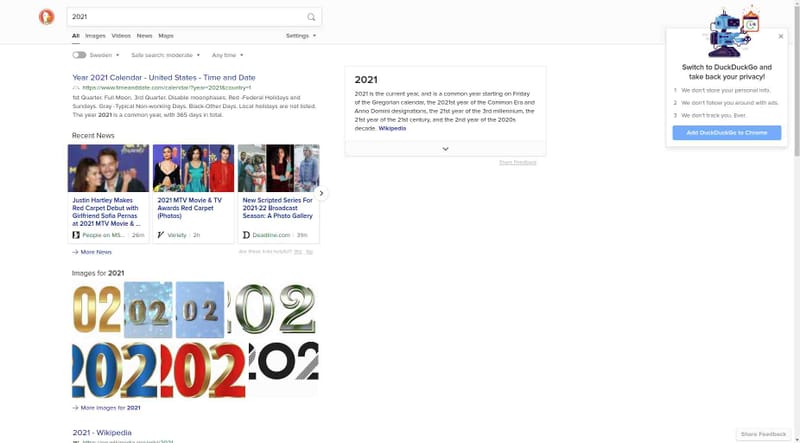 2021
All Images Videos News Maps Settings
Sweden Safe search: moderate Any time
Year 2021 Calendar - United States - Time and Date
https://www.timeanddate.com/calendar/?year=2021&country=1
1st Quarter. Full Moon. 3rd Quarter. Disable moonphases. Red -Federal Holidays and
Sundays. Gray -Typical Non-working Days. Black-Other Days. Local holidays are not listed.
The year 2021 is a common year, with 365 days in total.
Recent News
Justin Hartley Makes
Red Carpet Debut with
Girlfriend Sofia Pernas
at 2021 MTV Movie & ...
People on MS... 26m
2021 MTV Movie & TV
Awards Red Carpet
(Photos)
Variety 2h
New Scripted Series For
2021-22 Broadcast
Season: A Photo Gallery
Deadline.com 31m
More News
Are these links helpful? Yes No
Images for 2021
02
02
02
202
202
202
202
More Images for 2021
2021 - Wikipedia
2021
2021 is the current year, and is a common year starting on Friday
of the Gregorian calendar, the 2021st year of the Common Era and
Anno Domini designations, the 21st year of the 3rd millennium, the
21st year of the 21st century, and the 2nd year of the 2020s
decade. Wikipedia
Share Feedback
Switch to DuckDuckGo and
take back your privacy!
1 We don't store your personal info.
2 We don't follow you around with ads.
3 We don't track you. Ever.
Add DuckDuckGo to Chrome
Share Feedback